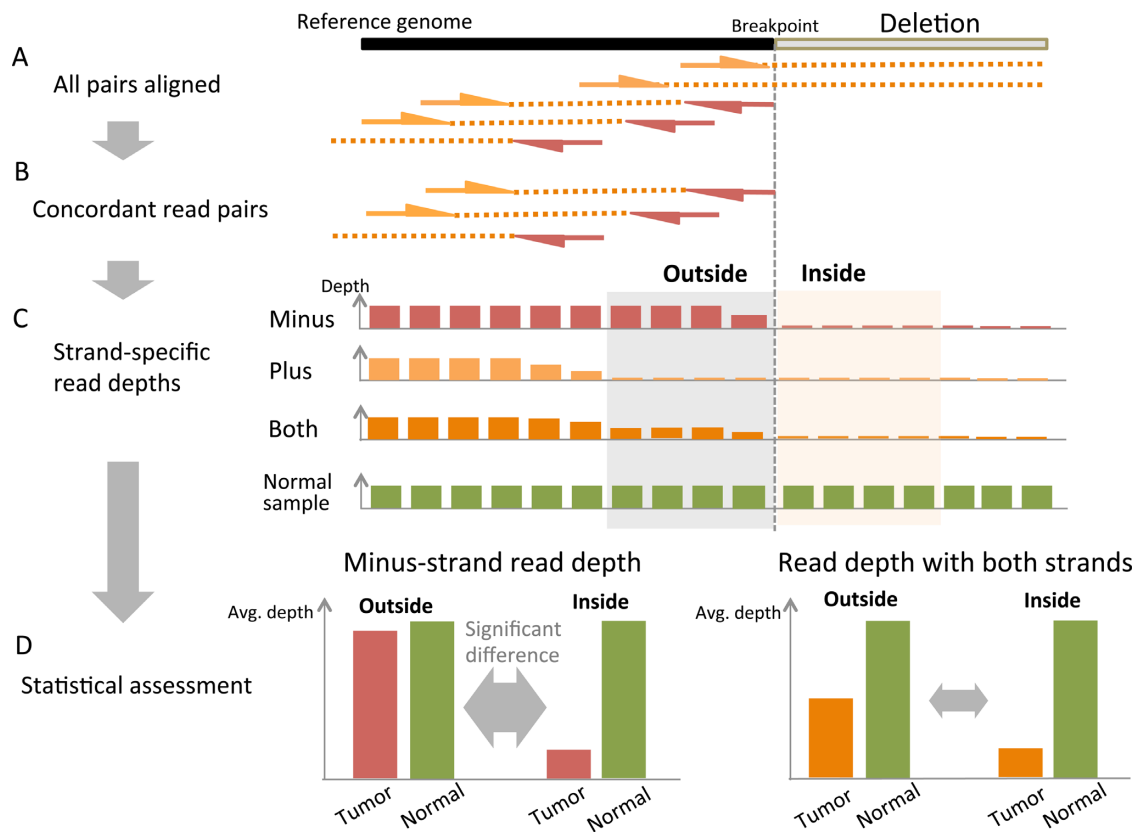 Reference genome
Breakpoint
Deletion
A
All pairs aligned
B
Concordant read pairs
Outside
Inside
Depth
C
Minus
Strand-specific
read depths
Plus
Both
Normal
sample
Minus-strand read depth
Read depth with both strands
Avg. depth
Outside
Inside
Avg. depth
Outside
Inside
Significant
difference
D
Statistical assessment
Tumor
Normal
Tumor
Normal
Tumor
Normal
Tumor
Normal